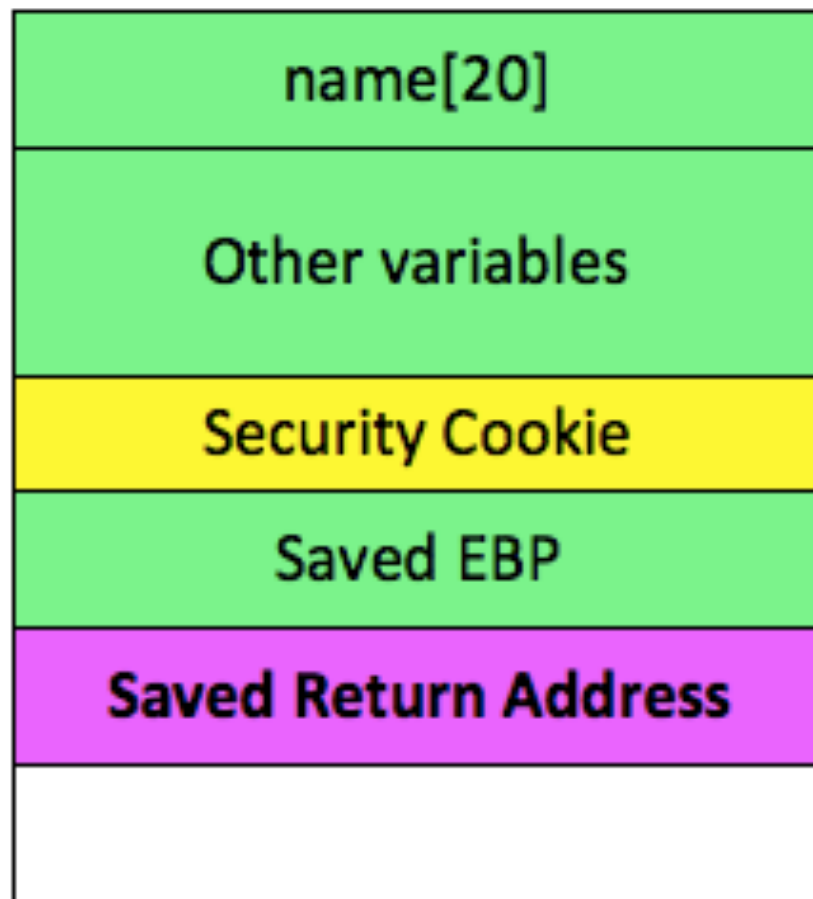 name[20]
Other variables
Security Cookie
Saved EBP
Saved Return Address